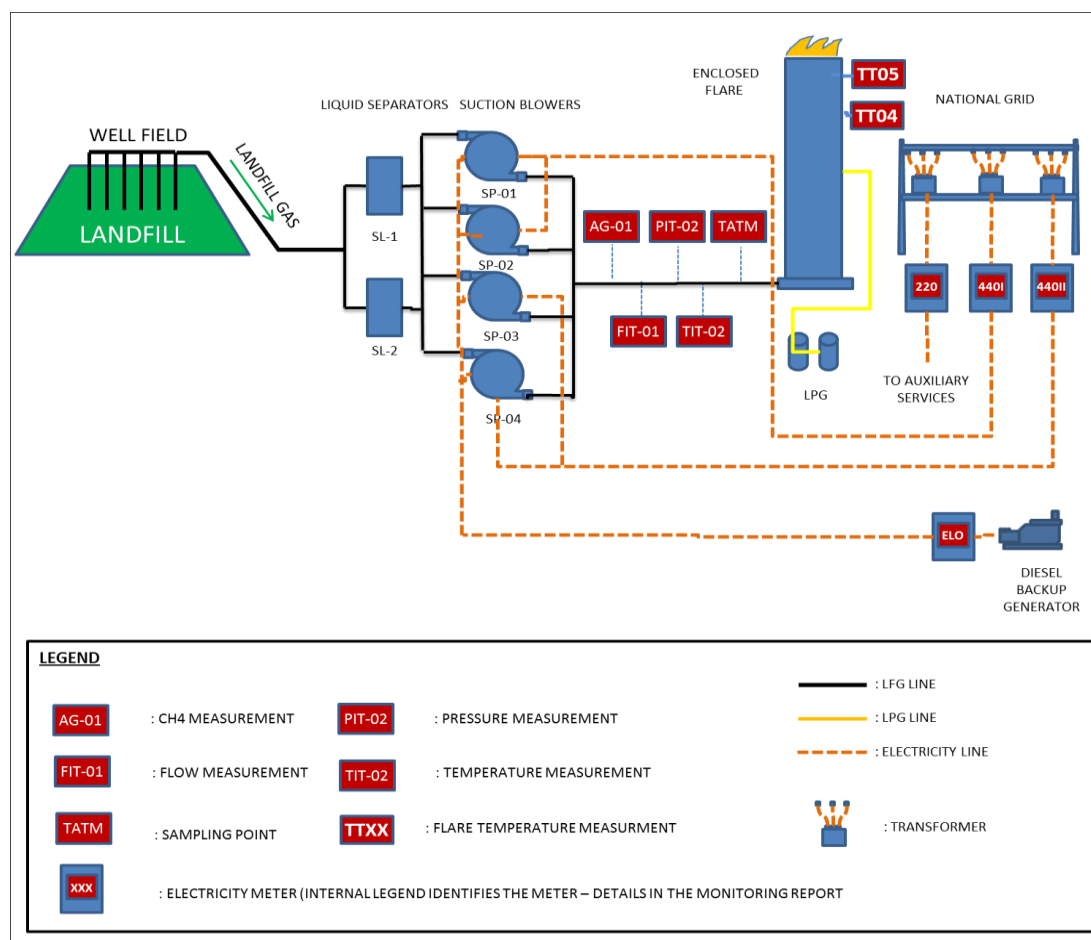 ENCLOSED
FLARE
TT05
TT04
NATIONAL GRID
LIQUID SEPARATORS
SUCTION BLOWERS
WELL FIELD
LANDFILL GAS
LANDFILL
SP-01
SL-1
SP-02
AG-01
PIT-02
TATM
220
440I
440II
SP-03
FIT-01
TIT-02
SL-2
LPG
TO AUXILIARY
SERVICES
SP-04
ELO
DIESEL
BACKUP
GENERATOR
LEGEND
AG-01
: CH4 MEASUREMENT
PIT-02
: PRESSURE MEASUREMENT
: LFG LINE
: LPG LINE
FIT-01
: FLOW MEASUREMENT
TIT-02
: TEMPERATURE MEASUREMENT
: ELECTRICITY LINE
TATM
: SAMPLING POINT
TTXX
: FLARE TEMPERATURE MEASURMENT
: TRANSFORMER
XXX
: ELECTRICITY METER (INTERNAL LEGEND IDENTIFIES THE METER – DETAILS IN THE MONITORING REPORT